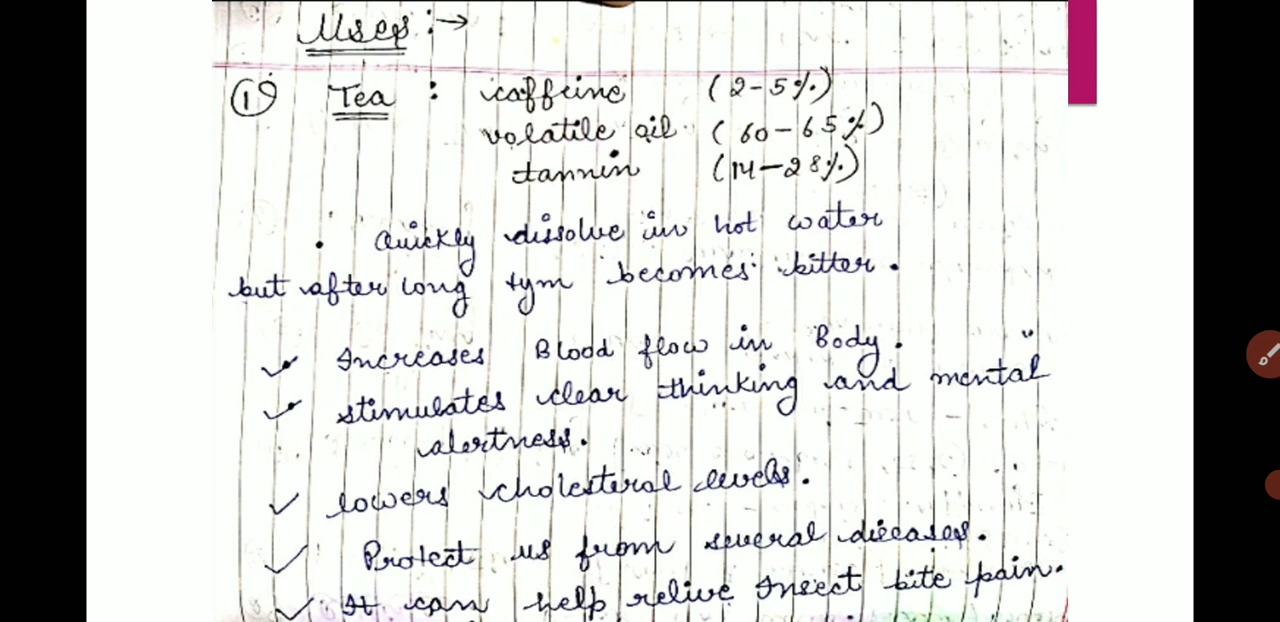 Uses :→
① Tea : caffeine (2-5%)
volatile oil (60-65%)
tannin (14-28%)
• Quickly dissolve in hot water
but after long tym becomes bitter.
✓ Increases Blood flow in Body.
✓ stimulates clear thinking and mental
alertness.
✓ lowers cholesterol levels.
✓ Protect us from several dieases.
✓ It can help relive Insect bite pain.